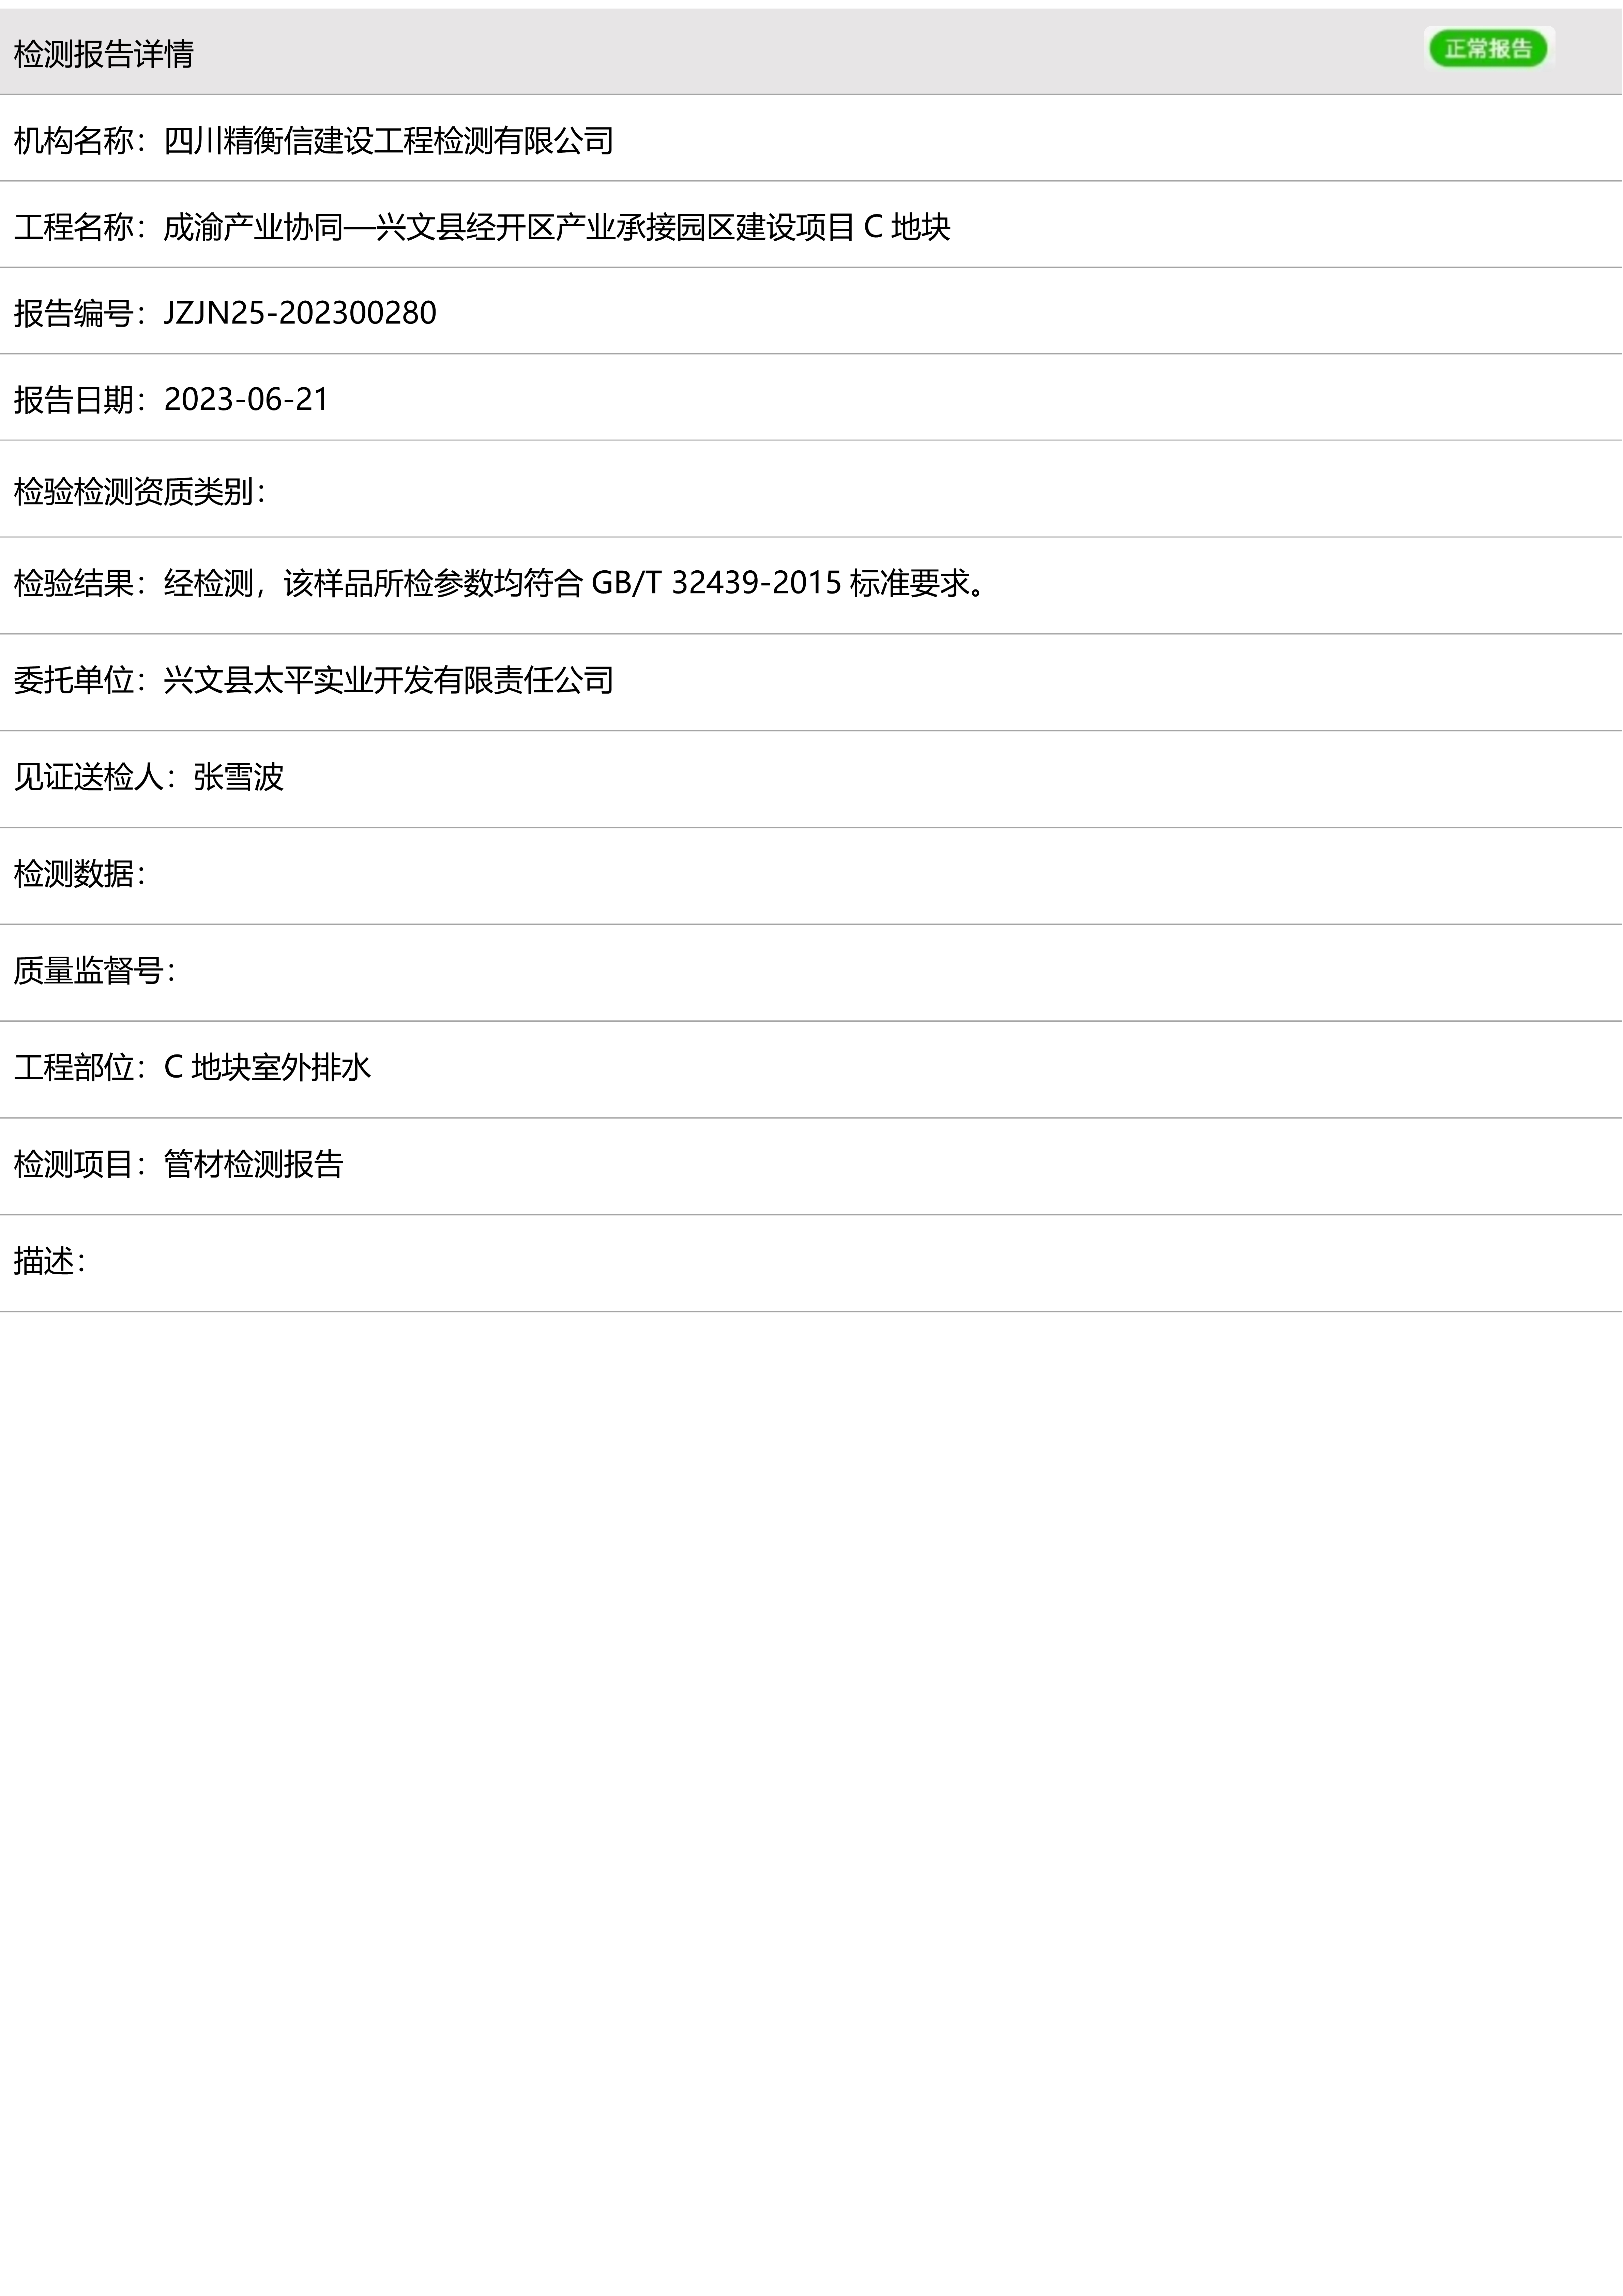 检测报告详情 正常报告
机构名称：四川精衡信建设工程检测有限公司
工程名称：成渝产业协同—兴文县经开区产业承接园区建设项目 C 地块
报告编号：JZJN25-202300280
报告日期：2023-06-21
检验检测资质类别：
检验结果：经检测，该样品所检参数均符合 GB/T 32439-2015 标准要求。
委托单位：兴文县太平实业开发有限责任公司
见证送检人：张雪波
检测数据：
质量监督号：
工程部位：C 地块室外排水
检测项目：管材检测报告
描述：